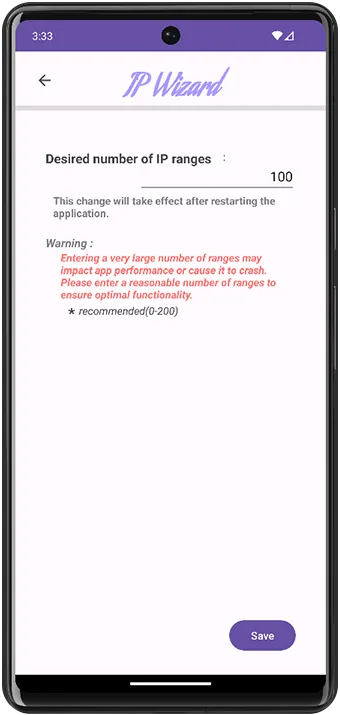 3:33
IP Wizard
Desired number of IP ranges :
100
This change will take effect after restarting the
application.
Warning :
Entering a very large number of ranges may
impact app performance or cause it to crash.
Please enter a reasonable number of ranges to
ensure optimal functionality.
* recommended(0-200)
Save